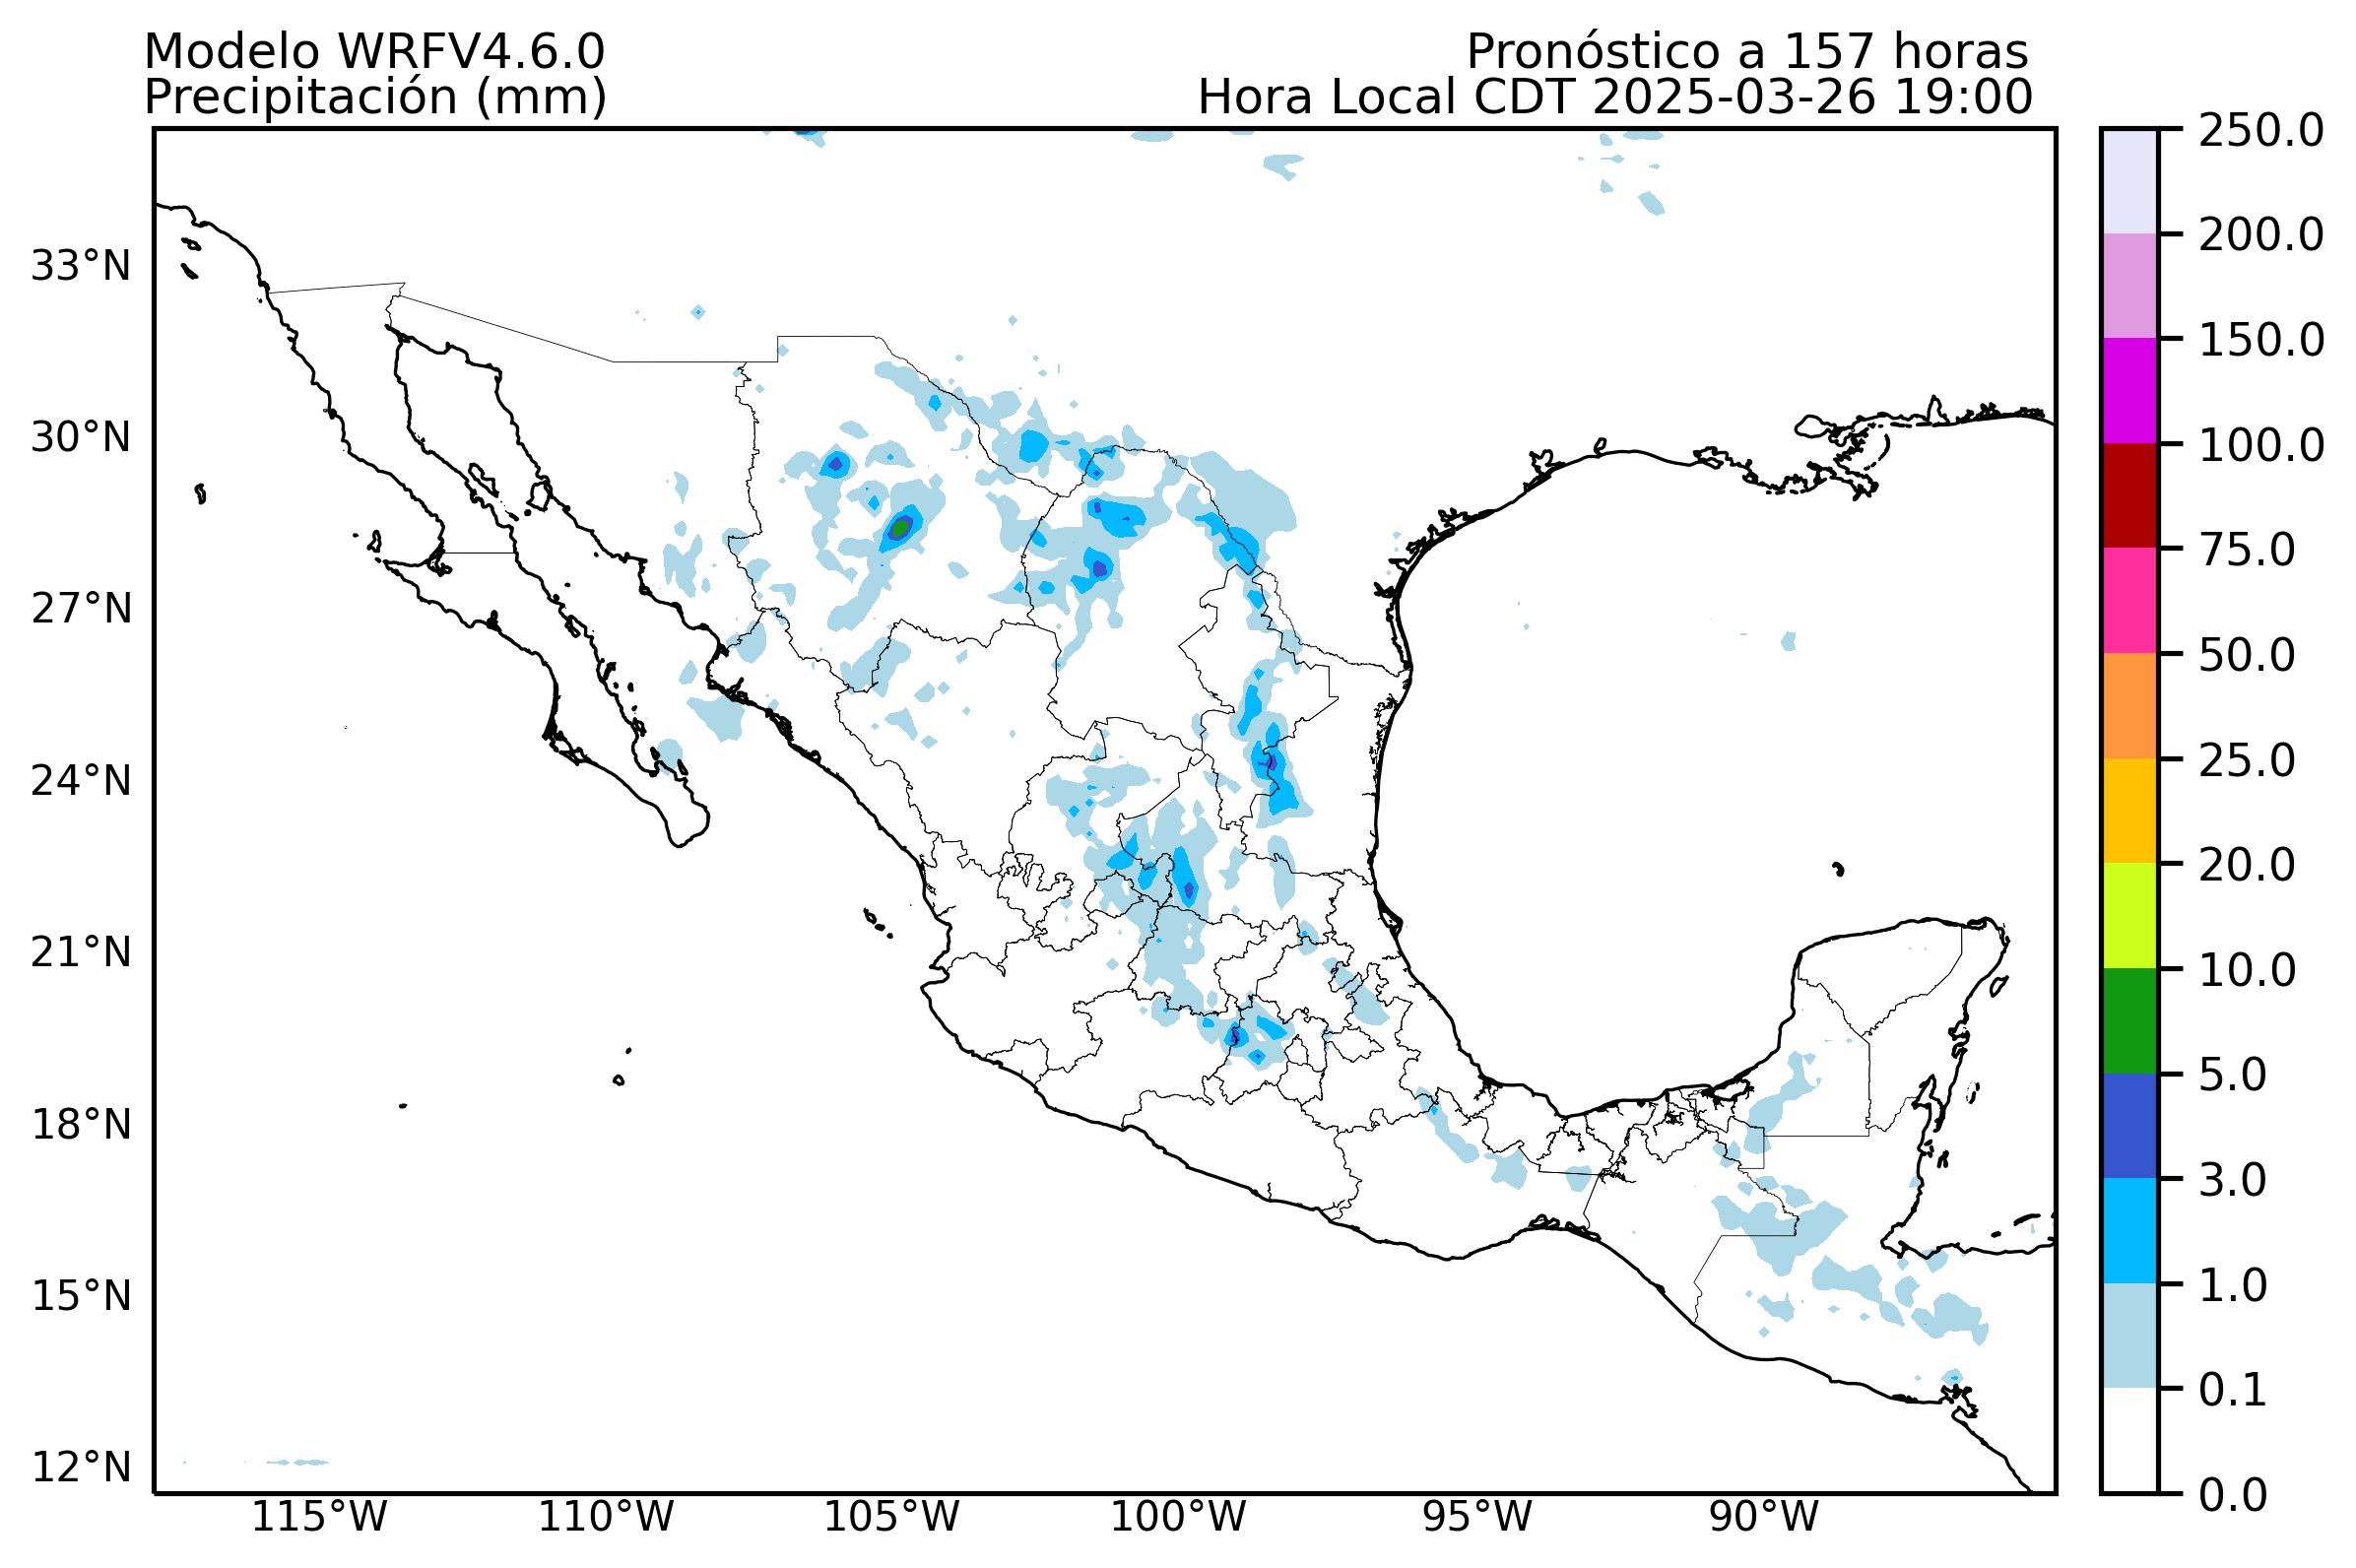 Modelo WRFV4.6.0
Precipitación (mm)
Pronóstico a 157 horas
Hora Local CDT 2025-03-26 19:00
33°N
30°N
27°N
24°N
21°N
18°N
15°N
12°N
115°W
110°W
105°W
100°W
95°W
90°W
250.0
200.0
150.0
100.0
75.0
50.0
25.0
20.0
10.0
5.0
3.0
1.0
0.1
0.0